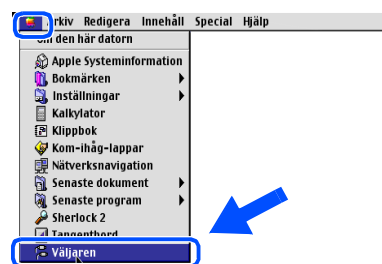 Arkiv Redigera Innehåll Special Hjälp
Om den här datorn
Apple Systeminformation
Bokmärken
Inställningar
Kalkylator
Klippbok
Kom-ihåg-lappar
Nätverksnavigation
Senaste dokument
Senaste program
Sherlock 2
Tangentbord
Väljaren